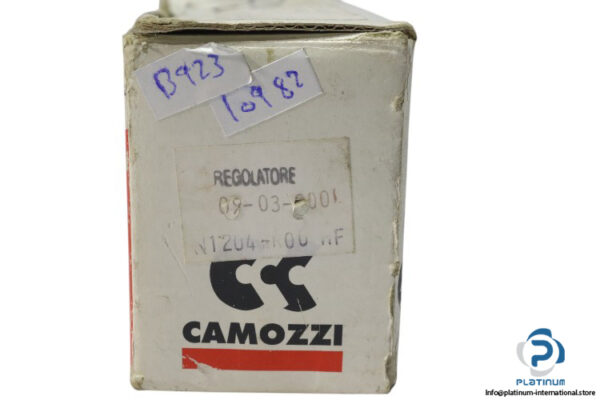 B923
10982
REGOLATORE
CAMOZZI
PLATINUM
Info@platinum-international.store